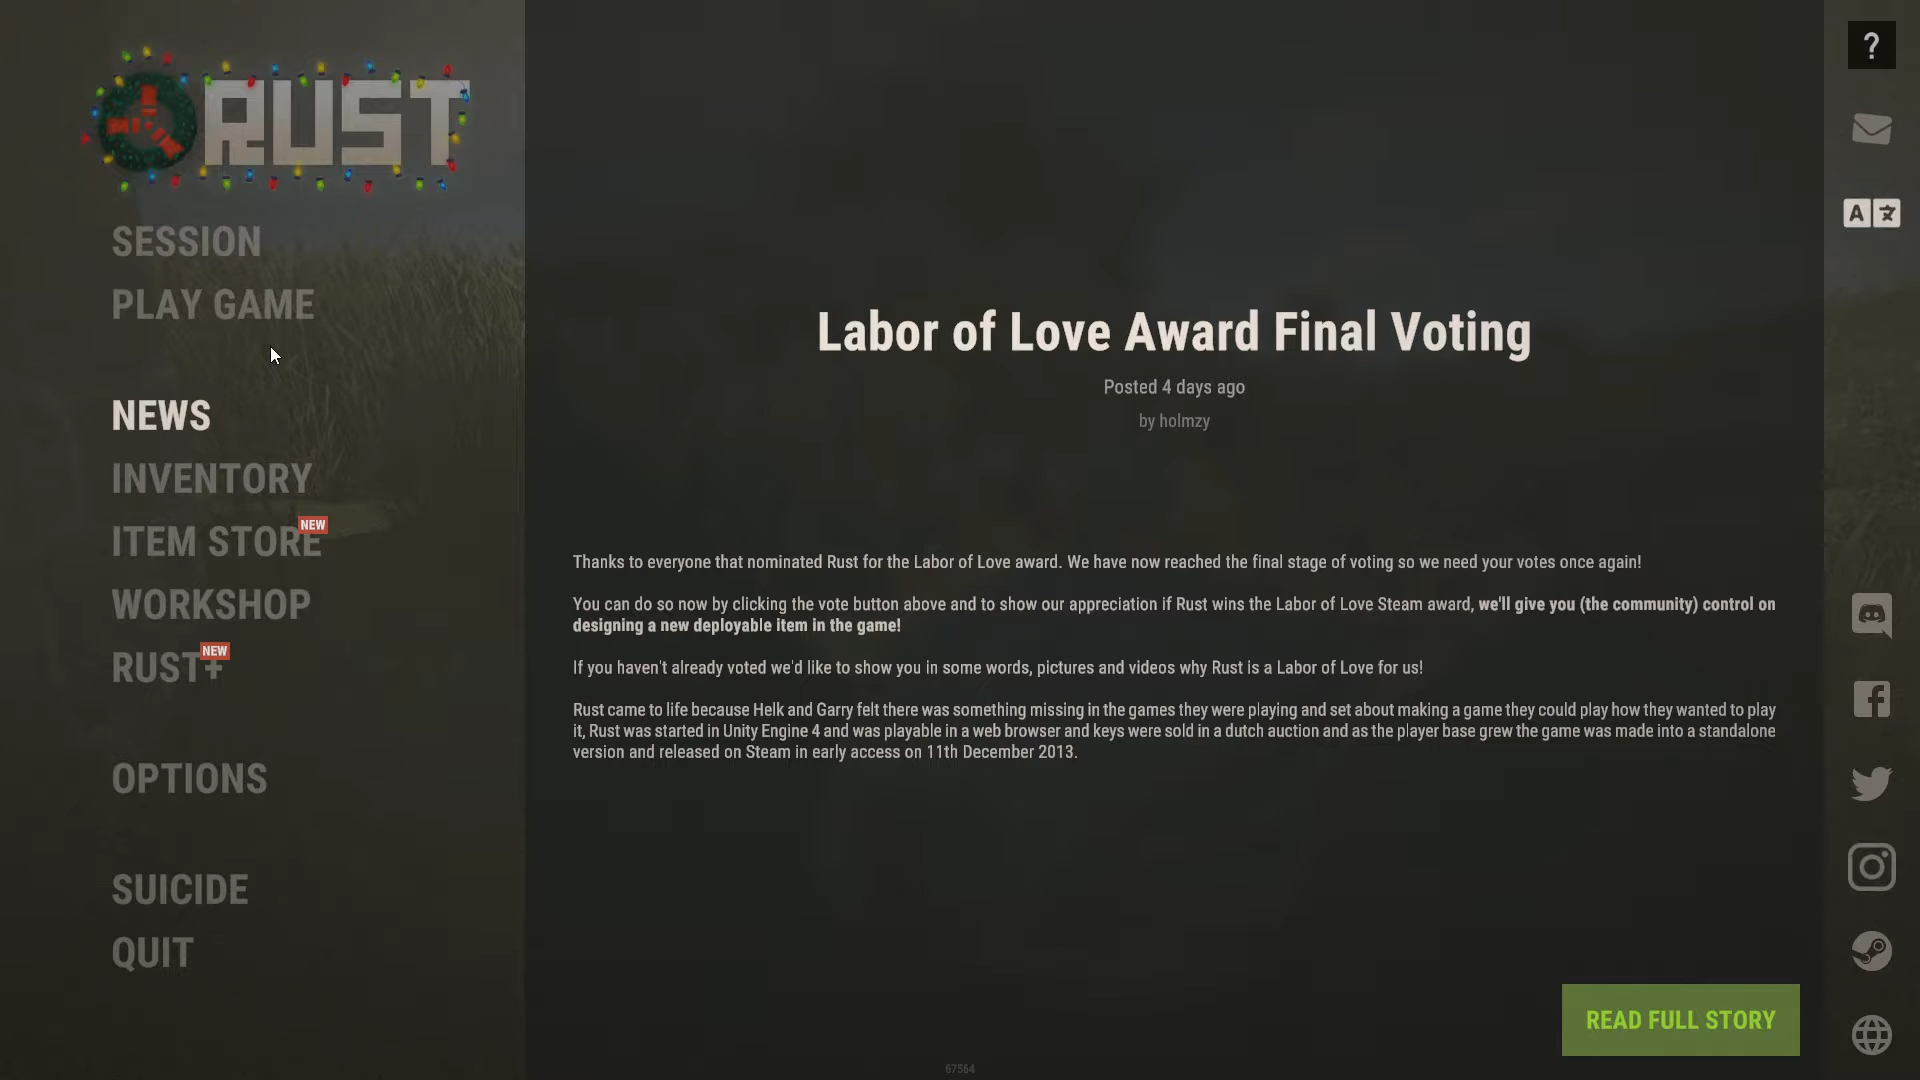 RUST
SESSION
PLAY GAME
NEWS
INVENTORY
ITEM STORE
NEW
WORKSHOP
RUST+
NEW
OPTIONS
SUICIDE
QUIT
Labor of Love Award Final Voting
Posted 4 days ago
by holmzy
Thanks to everyone that nominated Rust for the Labor of Love award. We have now reached the final stage of voting so we need your votes once again!
You can do so now by clicking the vote button above and to show our appreciation if Rust wins the Labor of Love Steam award, we'll give you (the community) control on
designing a new deployable item in the game!
If you haven't already voted we'd like to show you in some words, pictures and videos why Rust is a Labor of Love for us!
Rust came to life because Helk and Garry felt there was something missing in the games they were playing and set about making a game they could play how they wanted to play
it, Rust was started in Unity Engine 4 and was playable in a web browser and keys were sold in a dutch auction and as the player base grew the game was made into a standalone
version and released on Steam in early access on 11th December 2013.
READ FULL STORY
67564
?
A 文